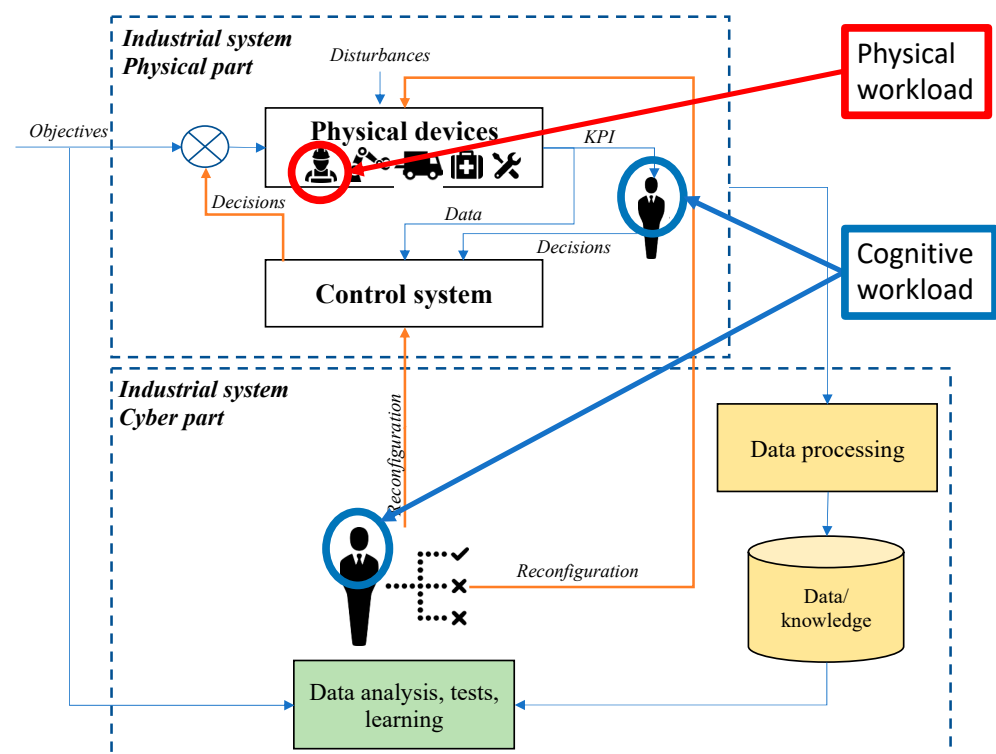 Industrial system
Physical part
Disturbances
Physical
workload
Objectives
Physical devices
KPI
Decisions
Data
Decisions
Cognitive
workload
Control system
Industrial system
Cyber part
Reconfiguration
Data processing
Reconfiguration
Data/
knowledge
Data analysis, tests,
learning